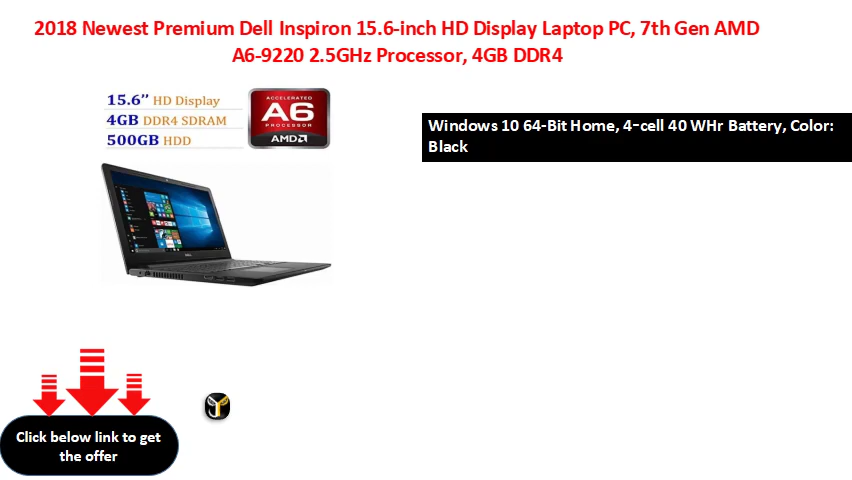 2018 Newest Premium Dell Inspiron 15.6-inch HD Display Laptop PC, 7th Gen AMD
A6-9220 2.5GHz Processor, 4GB DDR4
15.6” HD Display
4GB DDR4 SDRAM
500GB HDD
ACCELERATED
A6
PROCESSOR
AMD
Windows 10 64-Bit Home, 4-cell 40 WHr Battery, Color:
Black
Click below link to get
the offer